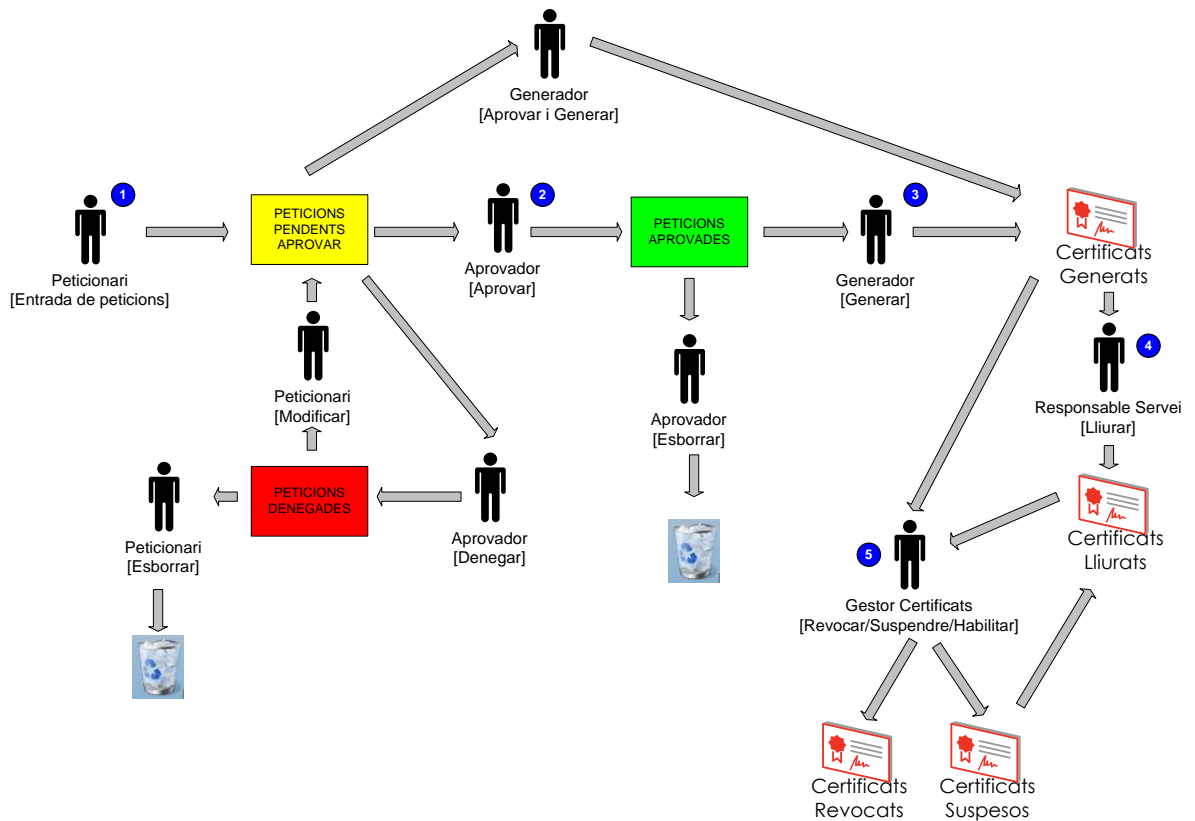 Generador
[Aprovar i Generar]
1
2
3
PETICIONS
PENDENTS
APROVAR
PETICIONS
APROVADES
Peticionari
[Entrada de peticions]
Aprovador
[Aprovar]
Generador
[Generar]
Certificats
Generats
4
Peticionari
[Modificar]
Aprovador
[Esborrar]
Responsable Servei
[Lliurar]
PETICIONS
DENEGADES
Peticionari
[Esborrar]
Aprovador
[Denegar]
Certificats
Lliurats
5
Gestor Certificats
[Revocar/Suspendre/Habilitar]
Certificats
Revocats
Certificats
Suspesos